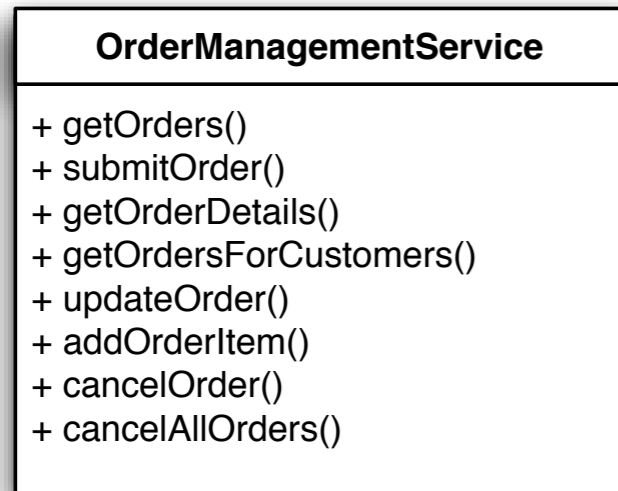 OrderManagementService
+ getOrders()
+ submitOrder()
+ getOrderDetails()
+ getOrdersForCustomers()
+ updateOrder()
+ addOrderItem()
+ cancelOrder()
+ cancelAllOrders()